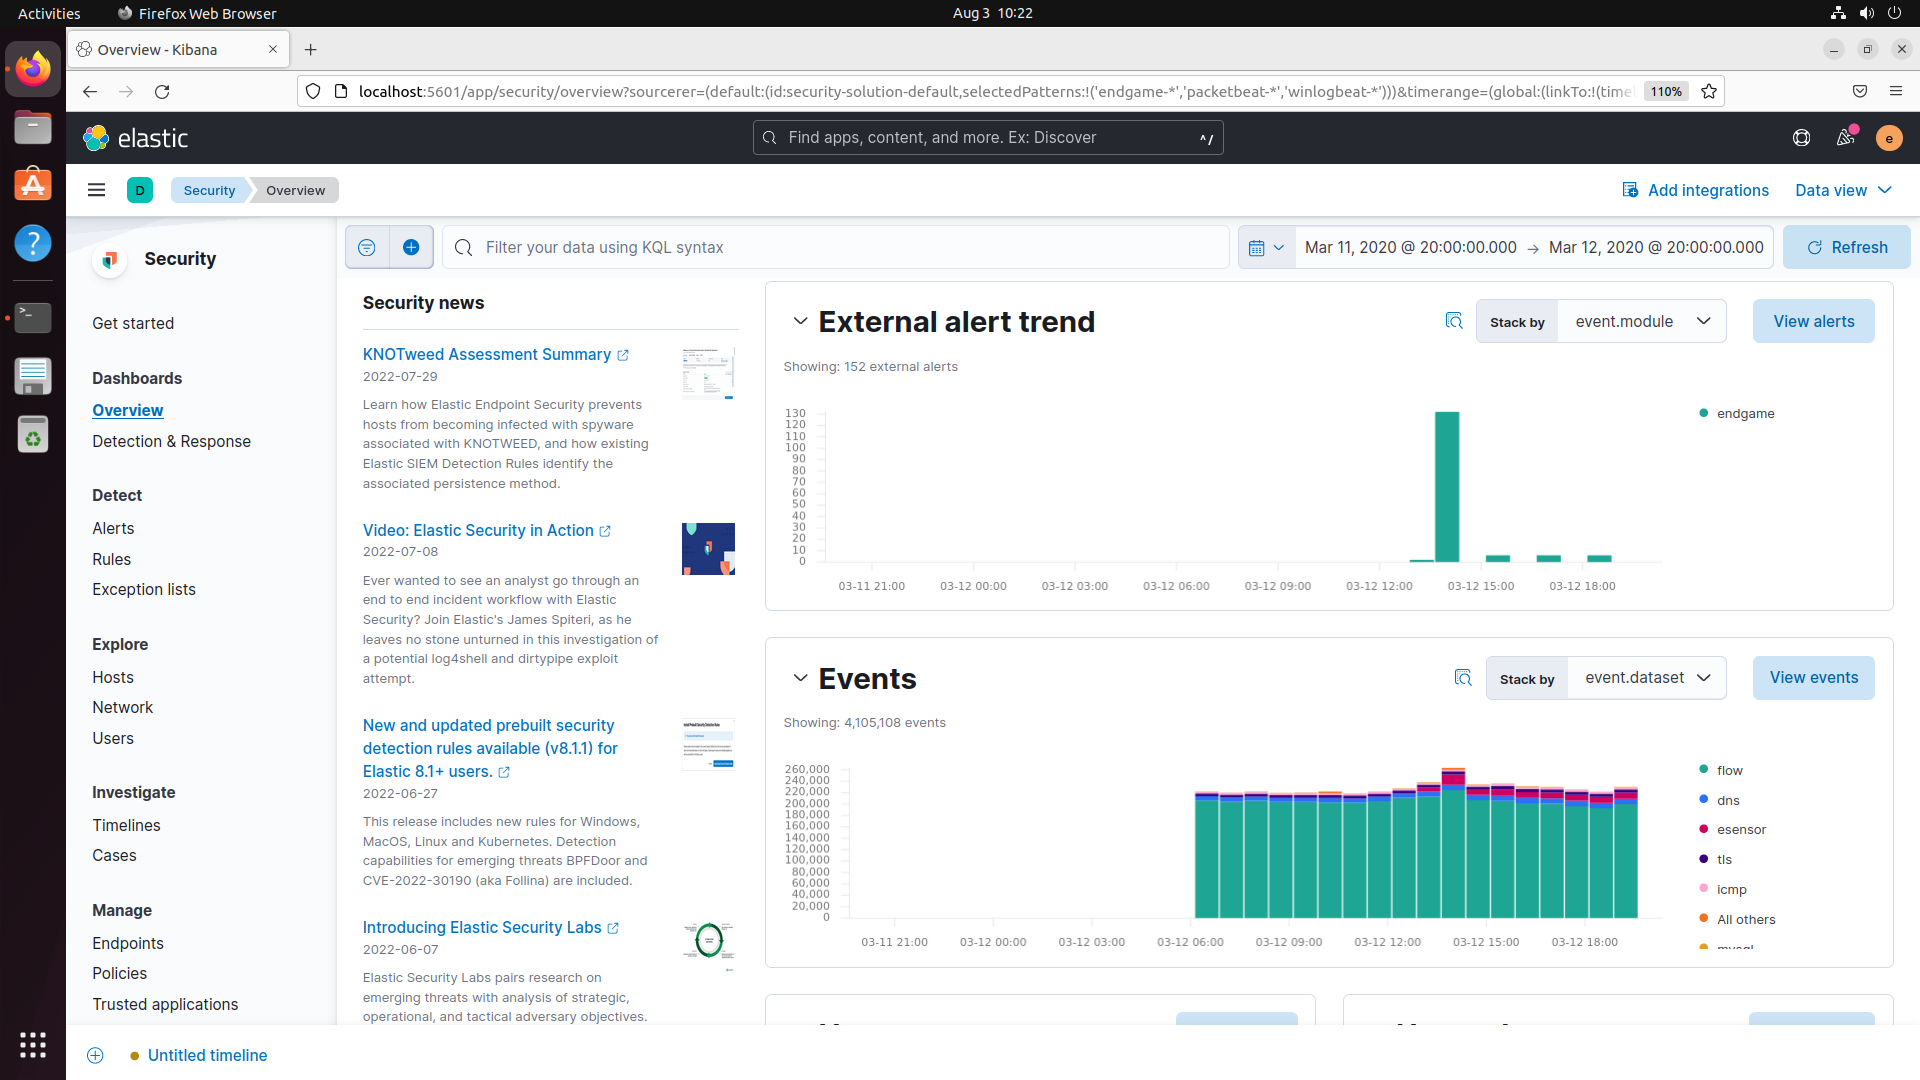 Activities
Firefox Web Browser
Aug 3 10:22
Overview - Kibana
localhost:5601/app/security/overview?sourcerer=(default:(id:security-solution-default,selectedPatterns:!('endgame-*','packetbeat-*','winlogbeat-*')))&timerange=(global:(linkTo:!(time
110%
elastic
Find apps, content, and more. Ex: Discover
^/
e
D
Security
Overview
Add integrations
Data view
Security
Get started
Dashboards
Overview
Detection & Response
Detect
Alerts
Rules
Exception lists
Explore
Hosts
Network
Users
Investigate
Timelines
Cases
Manage
Endpoints
Policies
Trusted applications
Filter your data using KQL syntax
Mar 11, 2020 @ 20:00:00.000 → Mar 12, 2020 @ 20:00:00.000
Refresh
Security news
KNOTweed Assessment Summary
2022-07-29
Learn how Elastic Endpoint Security prevents
hosts from becoming infected with spyware
associated with KNOTWEED, and how existing
Elastic SIEM Detection Rules identify the
associated persistence method.
Video: Elastic Security in Action
2022-07-08
Ever wanted to see an analyst go through an
end to end incident workflow with Elastic
Security? Join Elastic's James Spiteri, as he
leaves no stone unturned in this investigation of
a potential log4shell and dirtypipe exploit
attempt.
New and updated prebuilt security
detection rules available (v8.1.1) for
Elastic 8.1+ users.
2022-06-27
This release includes new rules for Windows,
MacOS, Linux and Kubernetes. Detection
capabilities for emerging threats BPFDoor and
CVE-2022-30190 (aka Follina) are included.
Introducing Elastic Security Labs
2022-06-07
Elastic Security Labs pairs research on
emerging threats with analysis of strategic,
operational, and tactical adversary objectives.
External alert trend
Stack by
event.module
View alerts
Showing: 152 external alerts
130
120
110
100
90
80
70
60
50
40
30
20
10
0
03-11 21:00
03-12 00:00
03-12 03:00
03-12 06:00
03-12 09:00
03-12 12:00
03-12 15:00
03-12 18:00
endgame
Events
Stack by
event.dataset
View events
Showing: 4,105,108 events
260,000
240,000
220,000
200,000
180,000
160,000
140,000
120,000
100,000
80,000
60,000
40,000
20,000
0
03-11 21:00
03-12 00:00
03-12 03:00
03-12 06:00
03-12 09:00
03-12 12:00
03-12 15:00
03-12 18:00
flow
dns
esensor
tls
icmp
All others
mysql
Untitled timeline